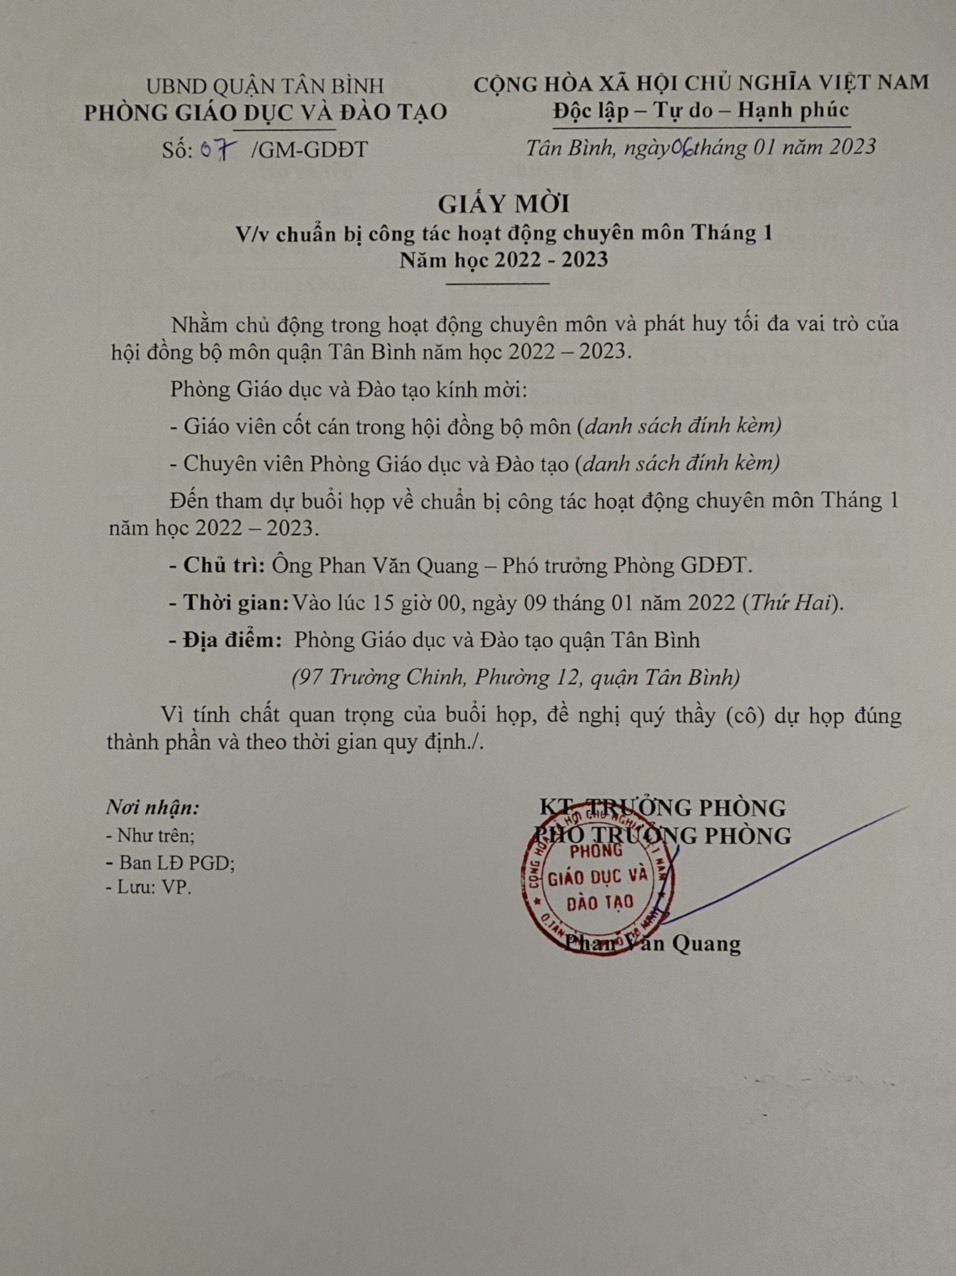 UBND QUẬN TÂN BÌNH
PHÒNG GIÁO DỤC VÀ ĐÀO TẠO
Số: 07 /GM-GDĐT
CỘNG HÒA XÃ HỘI CHỦ NGHĨA VIỆT NAM
Độc lập – Tự do – Hạnh phúc
Tân Bình, ngày 06 tháng 01 năm 2023
GIẤY MỜI
V/v chuẩn bị công tác hoạt động chuyên môn Tháng 1
Năm học 2022 - 2023
Nhằm chủ động trong hoạt động chuyên môn và phát huy tối đa vai trò của
hội đồng bộ môn quận Tân Bình năm học 2022 – 2023.
Phòng Giáo dục và Đào tạo kính mời:
- Giáo viên cốt cán trong hội đồng bộ môn (danh sách đính kèm)
- Chuyên viên Phòng Giáo dục và Đào tạo (danh sách đính kèm)
Đến tham dự buổi họp về chuẩn bị công tác hoạt động chuyên môn Tháng 1
năm học 2022 – 2023.
- Chủ trì: Ông Phan Văn Quang – Phó trưởng Phòng GDĐT.
- Thời gian: Vào lúc 15 giờ 00, ngày 09 tháng 01 năm 2022 (Thứ Hai).
- Địa điểm: Phòng Giáo dục và Đào tạo quận Tân Bình
(97 Trường Chinh, Phường 12, quận Tân Bình)
Vì tính chất quan trọng của buổi họp, đề nghị quý thầy (cô) dự họp đúng
thành phần và theo thời gian quy định./.
Nơi nhận:
- Như trên;
- Ban LĐ PGD;
- Lưu: VP.
KT. TRƯỞNG PHÒNG
PHÓ TRƯỞNG PHÒNG
PHÒNG
GIÁO DỤC VÀ
ĐÀO TẠO
Phan Văn Quang